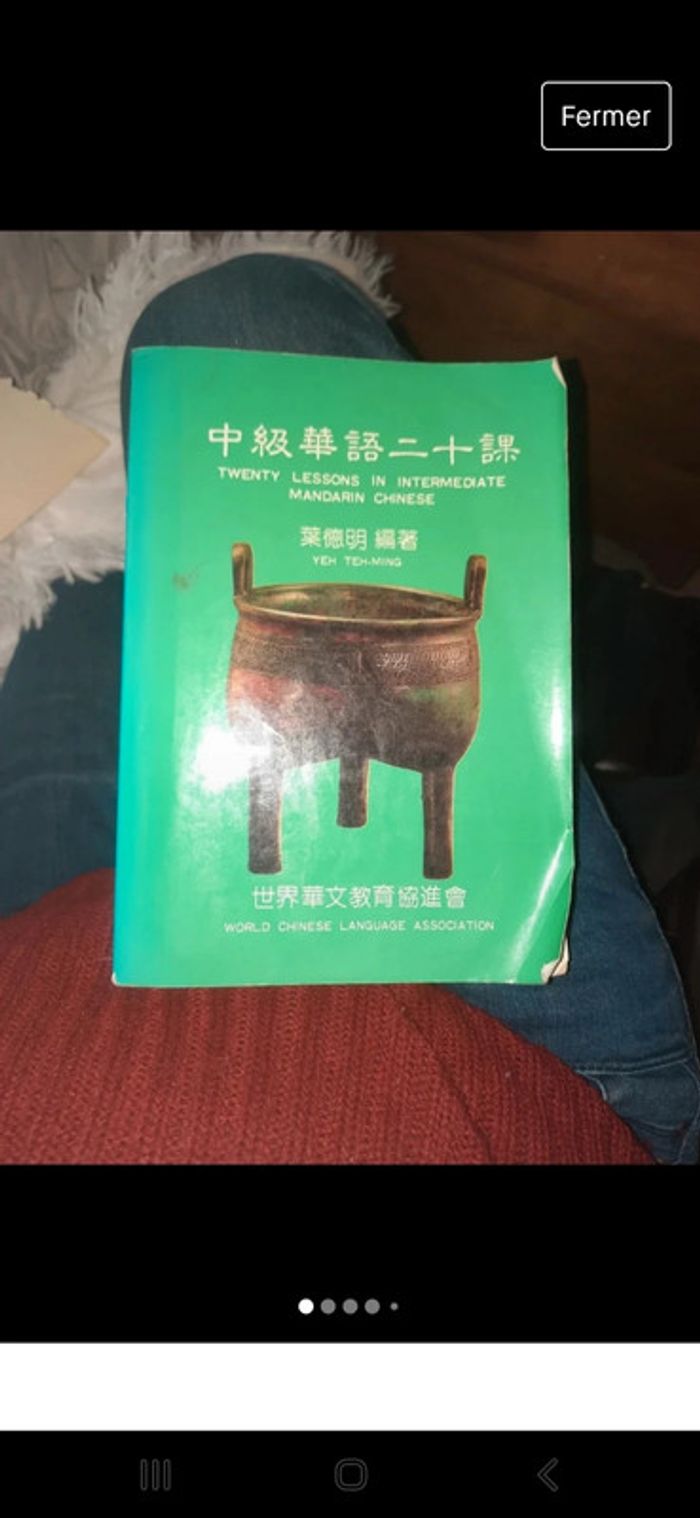 Fermer
中級華語二十課
TWENTY LESSONS IN INTERMEDIATE
MANDARIN CHINESE
葉德明 編著
YEH TEH-MING
世界華文教育協進會
WORLD CHINESE LANGUAGE ASSOCIATION